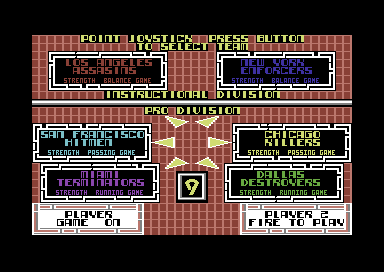 POINT JOYSTICK PRESS BUTTON
TO SELECT TEAM
LOS ANGELES
ASSASINS
STRENGTH BALANCE GAME
NEW YORK
ENFORCERS
STRENGTH BALANCE GAME
INSTRUCTIONAL DIVISION
PRO DIVISION
SAN FRANCISCO
HITMEN
STRENGTH PASSING GAME
CHICAGO
KILLERS
STRENGTH PASSING GAME
MIAMI
TERMINATORS
STRENGTH RUNNING GAME
9
DALLAS
DESTROYERS
STRENGTH RUNNING GAME
PLAYER
GAME ON
PLAYER 2
FIRE TO PLAY